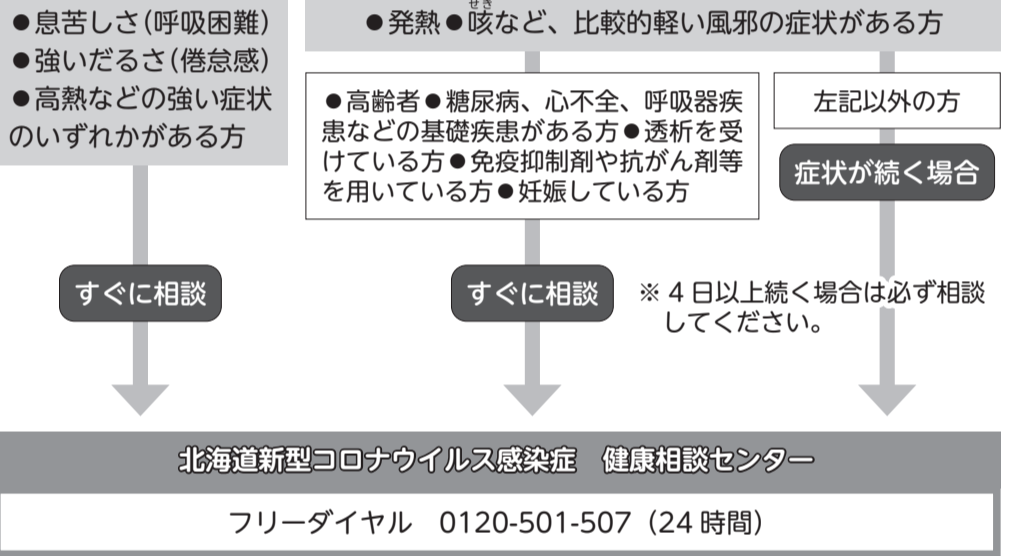 ●息苦しさ(呼吸困難)
●強いだるさ(倦怠感)
●高熱などの強い症状
のいずれかがある方
せき
●発熱●咳など、比較的軽い風邪の症状がある方
●高齢者●糖尿病、心不全、呼吸器疾
患などの基礎疾患がある方●透析を受
けている方●免疫抑制剤や抗がん剤等
を用いている方●妊娠している方
左記以外の方
症状が続く場合
すぐに相談
すぐに相談
※ 4日以上続く場合は必ず相談
してください。
北海道新型コロナウイルス感染症　健康相談センター
フリーダイヤル　0120-501-507（24時間）